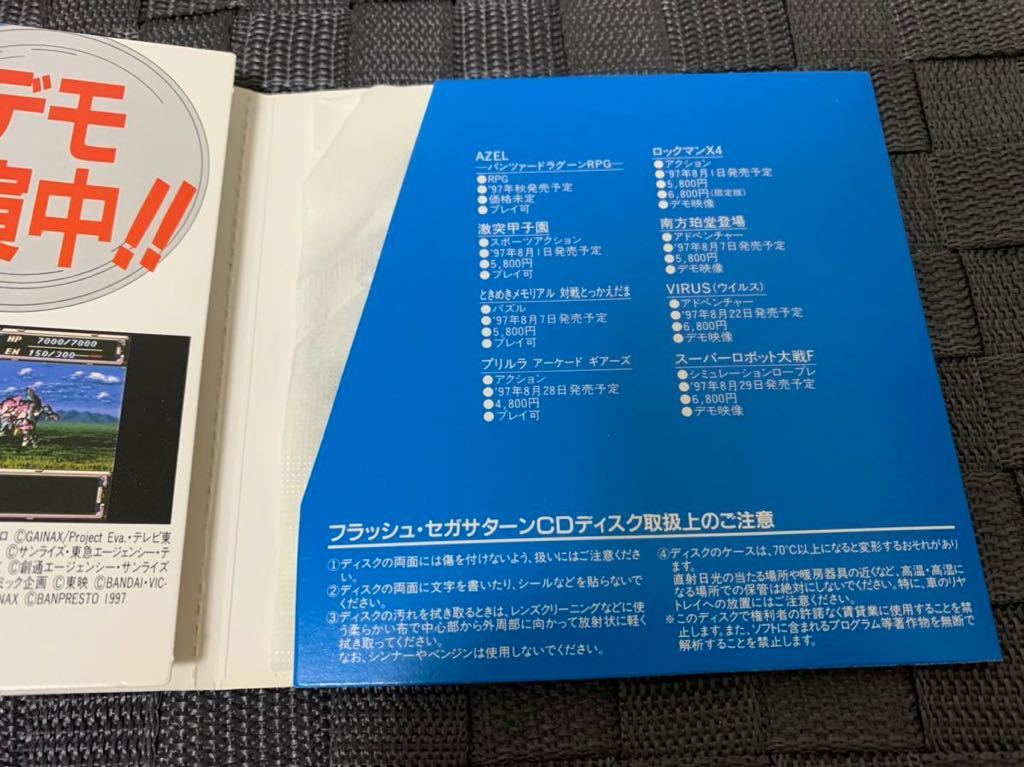 デモ
演中!!
HP 7000/7000
EN 150/300
ロ ©GAINAX/Project Eva.・テレビ東
©サンライズ・東急エージェンシー・テ
©創通エージェンシー・サンライズ
ミック企画 ©東映 ©BANDAI・VIC-
NAX ©BANPRESTO 1997
AZEL
—パンツァードラグーンRPG—
●RPG
●'97年秋発売予定
●価格未定
●プレイ可
激突甲子園
●スポーツアクション
●'97年8月1日発売予定
●5,800円
●プレイ可
ときめきメモリアル 対戦とっかえだま
●パズル
●'97年8月7日発売予定
●5,800円
●プレイ可
プリルラ アーケード ギアーズ
●アクション
●'97年8月28日発売予定
●4,800円
●プレイ可
ロックマンX4
●アクション
●'97年8月1日発売予定
●5,800円
●6,800円(限定版)
●デモ映像
南方珀堂登場
●アドベンチャー
●'97年8月7日発売予定
●5,800円
●デモ映像
VIRUS(ウイルス)
●アドベンチャー
●'97年8月22日発売予定
●6,800円
●デモ映像
スーパーロボット大戦F
●シミュレーションロープレ
●'97年8月29日発売予定
●6,800円
●デモ映像
フラッシュ・セガサターンCDディスク取扱上のご注意
①ディスクの両面には傷を付けないよう、扱いにはご注意ださ
い。
②ディスクの両面に文字を書いたり、シールなどを貼らないで
ください。
③ディスクの汚れを拭き取るときは、レンズクリーニングなどに使
う柔らかい布で中心部から外周部に向かって放射状に軽く
拭き取ってください。
なお、シンナーやベンジンは使用しないでください。
④ディスクのケースは、70℃以上になると変形するおそれがありま
す。
直射日光の当たる場所や暖房器具の近くなど、高温・高湿に
なる場所での保管は絶対にしないでください。特に、車のリヤ
トレイへの放置にはご注意ください。
※このディスクで権利者の許諾なく賃貸業に使用することを禁
止します。また、ソフトに含まれるプログラム等著作物を無断で
解析することを禁止します。